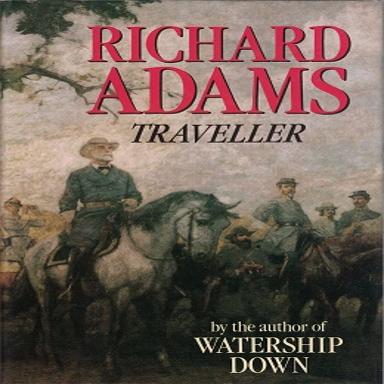 RICHARD
ADAMS
TRAVELLER
by the author of
WATERSHIP
DOWN